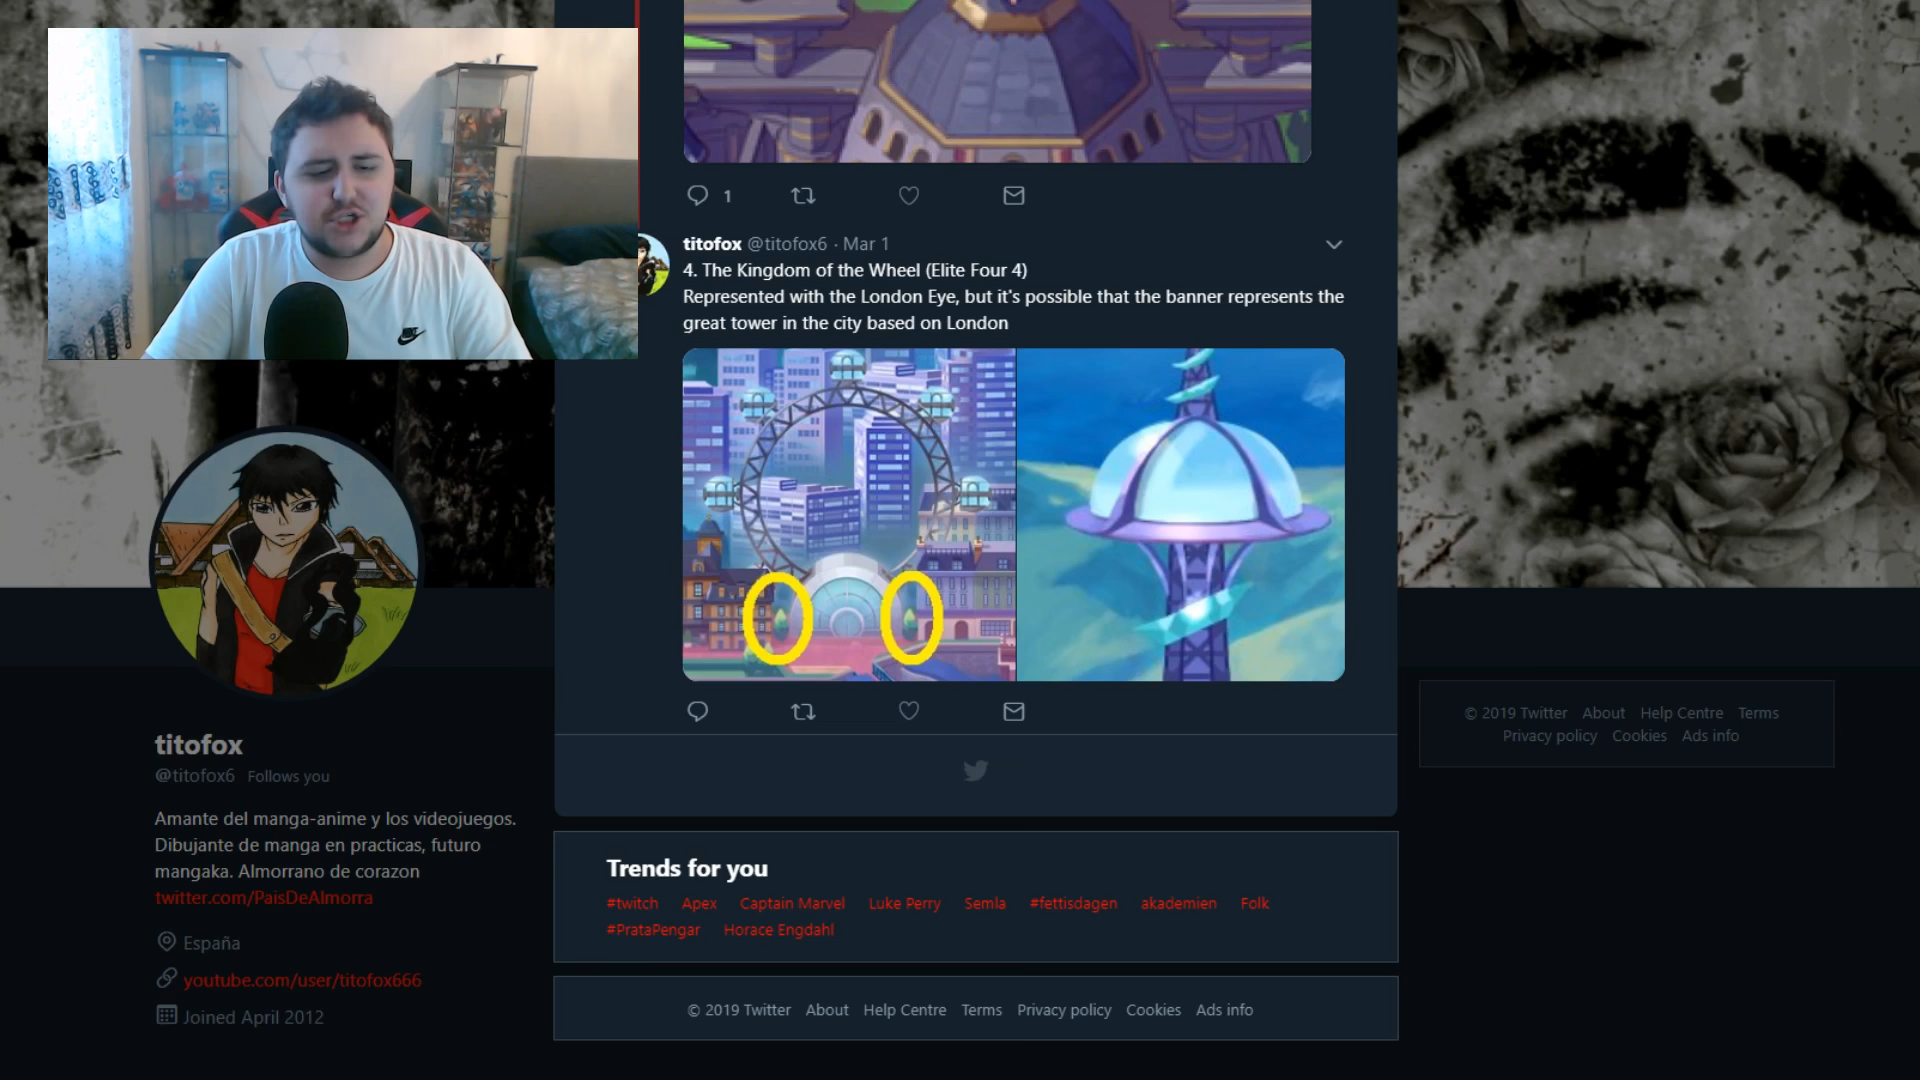 1
titofox @titofox6 · Mar 1
4. The Kingdom of the Wheel (Elite Four 4)
Represented with the London Eye, but it's possible that the banner represents the
great tower in the city based on London
titofox
@titofox6 Follows you
Amante del manga-anime y los videojuegos.
Dibujante de manga en practicas, futuro
mangaka. Almorrano de corazon
twitter.com/PaisDeAlmorra
España
youtube.com/user/titofox666
Joined April 2012
Trends for you
#twitch Apex Captain Marvel Luke Perry Semla #fettisdagen akademien Folk
#PrataPengar Horace Engdahl
© 2019 Twitter About Help Centre Terms Privacy policy Cookies Ads info
© 2019 Twitter About Help Centre Terms
Privacy policy Cookies Ads info